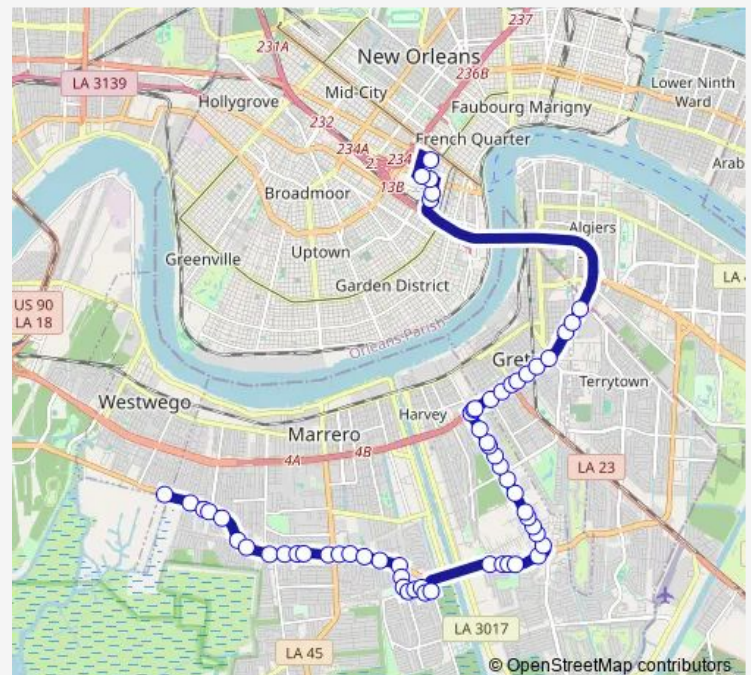 237
231A
New Orleans
236B
LA 3139
Mid-City
Lower Ninth
Ward
Hollygrove
Faubourg Marigny
232
French Quarter
234A
234
Arab
13B
Broadmoor
Algiers
Uptown
Greenville
LA
Garden District
US 90
LA 18
Orleans Parish
Gret
Terrytown
Westwego
Harvey
Marrero
4B
4A
LA 23
LA 3017
LA 45
© OpenStreetMap contributors